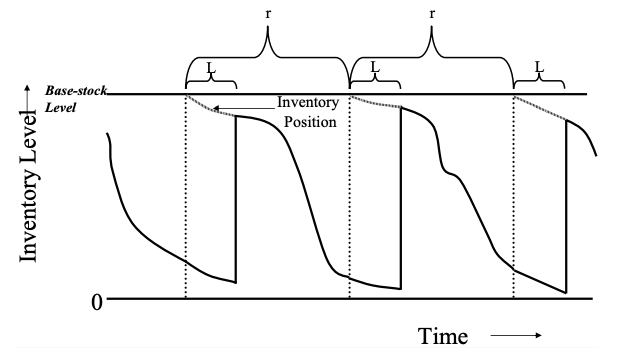 r
r
L
L
L
Base-stock
Level
Inventory
Position
Inventory Level
0
Time